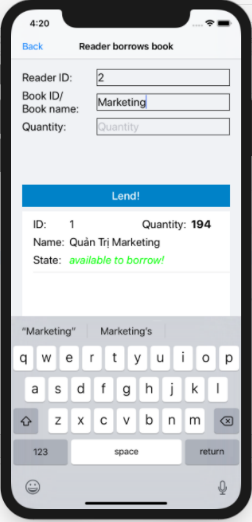 4:20
Back Reader borrows book
Reader ID: 2
Book ID/
Book name: Marketing
Quantity: Quantity
Lend!
ID: 1 Quantity: 194
Name: Quản Trị Marketing
State: available to borrow!
"Marketing" Marketing's
q w e r t y u i o p
a s d f g h j k l
z x c v b n m
123 space return